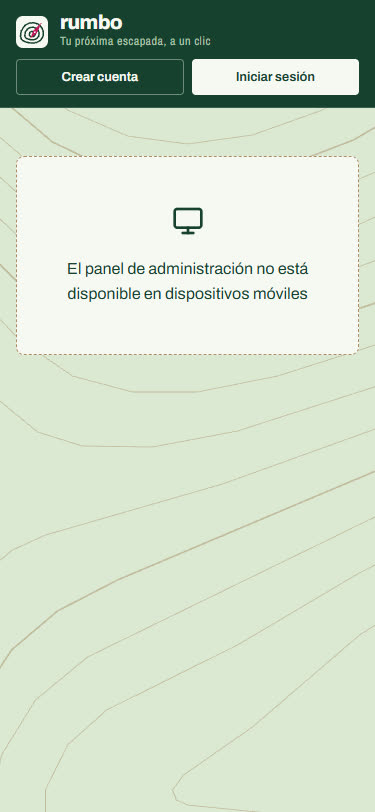 rumbo
Tu próxima escapada, a un clic
Crear cuenta
Iniciar sesión
El panel de administración no está
disponible en dispositivos móviles